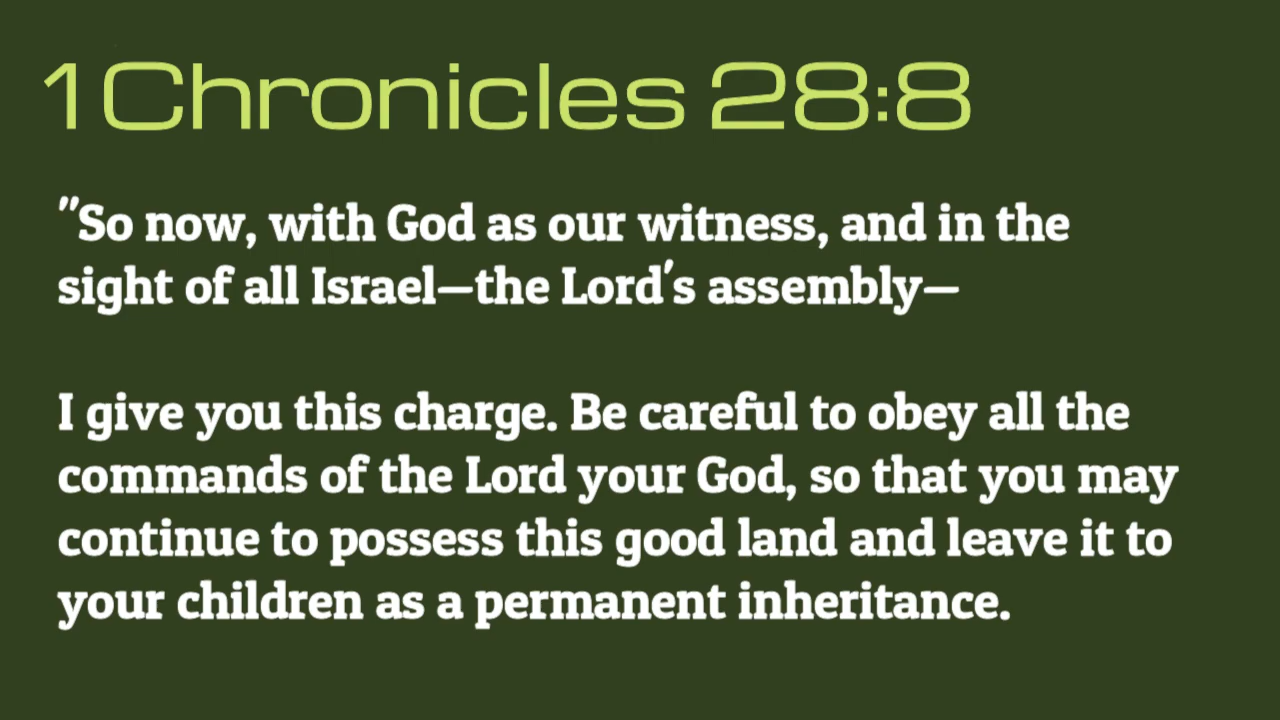 1 Chronicles 28:8
"So now, with God as our witness, and in the
sight of all Israel—the Lord's assembly—
I give you this charge. Be careful to obey all the
commands of the Lord your God, so that you may
continue to possess this good land and leave it to
your children as a permanent inheritance.